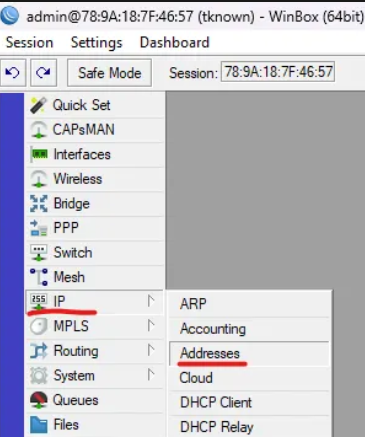 admin@78:9A:18:7F:46:57 (tknown) - WinBox (64bit)
Session Settings Dashboard
Safe Mode Session: 78:9A:18:7F:46:57
Quick Set
CAPsMAN
Interfaces
Wireless
Bridge
PPP
Switch
Mesh
255 IP
MPLS
Routing
System
Queues
Files
ARP
Accounting
Addresses
Cloud
DHCP Client
DHCP Relay